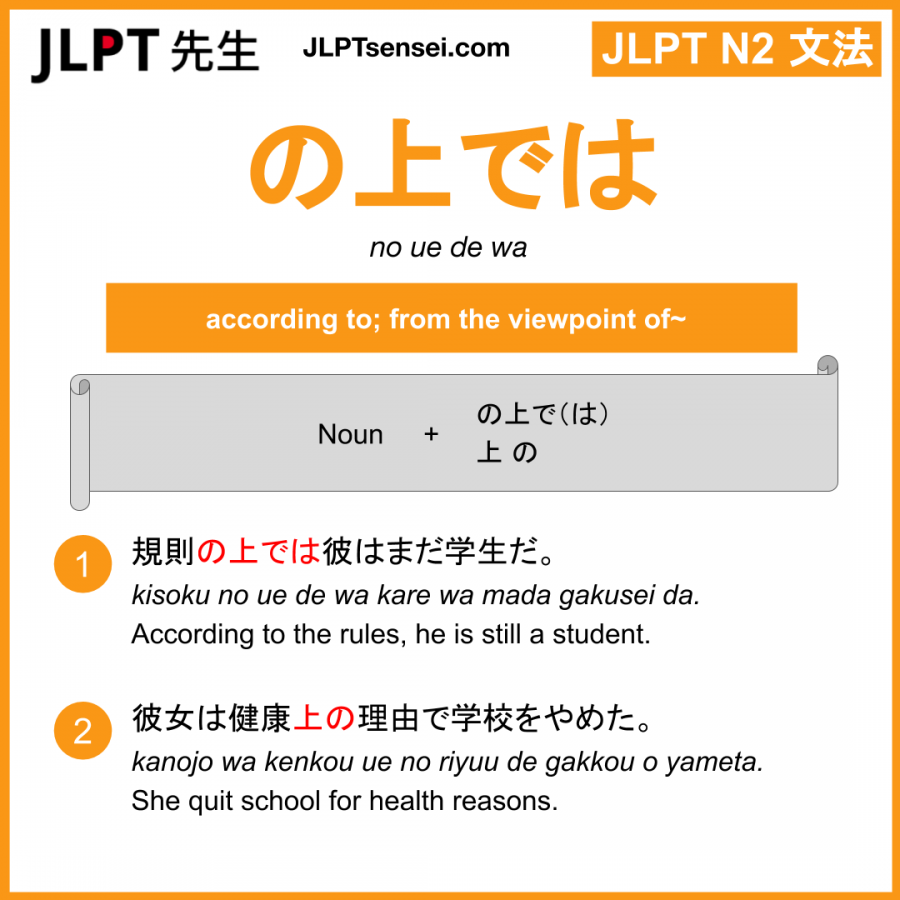 JLPT 先生
JLPTsensei.com
JLPT N2 文法
の上では
no ue de wa
according to; from the viewpoint of~
Noun + の上で（は）
上 の
1 規則の上では彼はまだ学生だ。
kisoku no ue de wa kare wa mada gakusei da.
According to the rules, he is still a student.
2 彼女は健康上の理由で学校をやめた。
kanojo wa kenkou ue no riyuu de gakkou o yameta.
She quit school for health reasons.